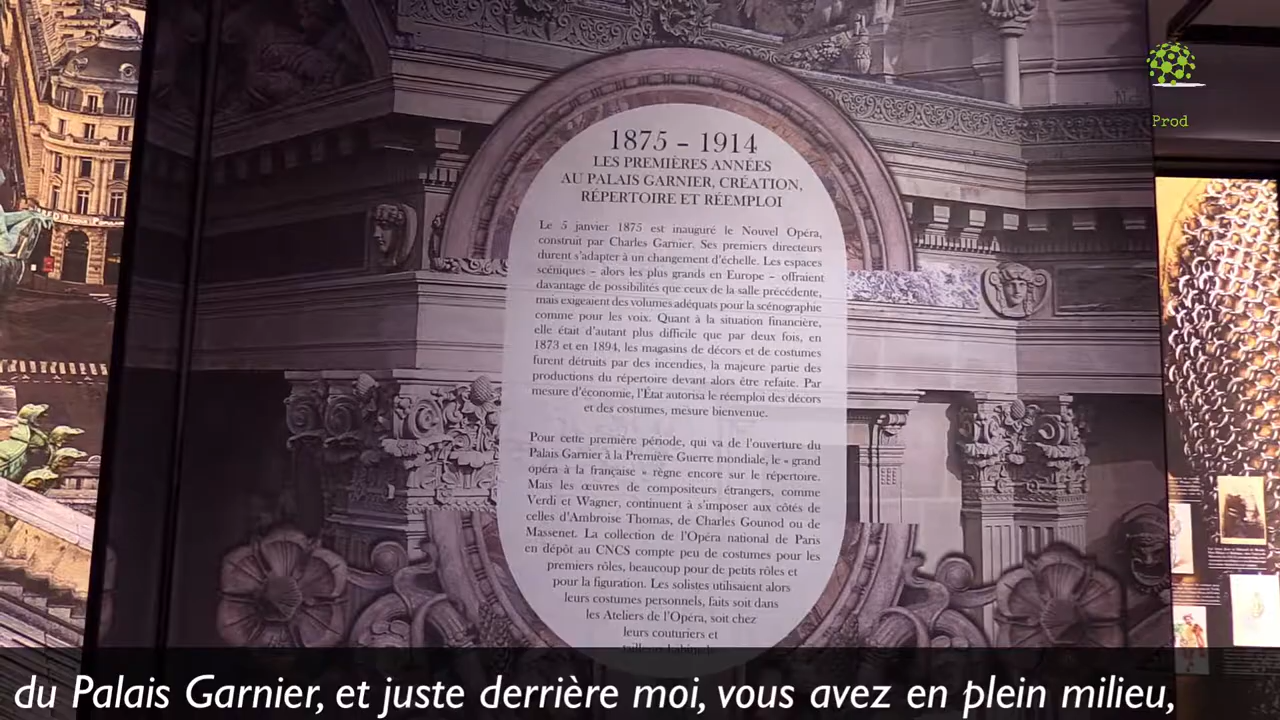 1875 – 1914
LES PREMIÈRES ANNÉES
AU PALAIS GARNIER, CRÉATION,
RÉPERTOIRE ET RÉEMPLOI
Le 5 janvier 1875 est inauguré le Nouvel Opéra,
construit par Charles Garnier. Ses premiers directeurs
durent s'adapter à un changement d'échelle. Les espaces
scéniques – alors les plus grands en Europe – offraient
davantage de possibilités que ceux de la salle précédente,
mais exigeaient des volumes adéquats pour la scénographie
comme pour les voix. Quant à la situation financière,
elle était d'autant plus difficile que par deux fois, en
1873 et en 1894, les magasins de décors et de costumes
furent détruits par des incendies, la majeure partie des
productions du répertoire devant alors être refaite. Par
mesure d'économie, l'État autorisa le réemploi des décors
et des costumes, mesure bienvenue.
Pour cette première période, qui va de l'ouverture du
Palais Garnier à la Première Guerre mondiale, le « grand
opéra à la française » règne encore sur le répertoire.
Mais les œuvres de compositeurs étrangers, comme
Verdi et Wagner, continuent à s'imposer aux côtés de
celles d'Ambroise Thomas, de Charles Gounod ou de
Massenet. La collection de l'Opéra national de Paris
en dépôt au CNCS compte peu de costumes pour les
premiers rôles, beaucoup pour de petits rôles et
pour la figuration. Les solistes utilisaient alors
leurs costumes personnels, faits soit dans
les Ateliers de l'Opéra, soit chez
leurs couturiers et
Prod
du Palais Garnier, et juste derrière moi, vous avez en plein milieu,